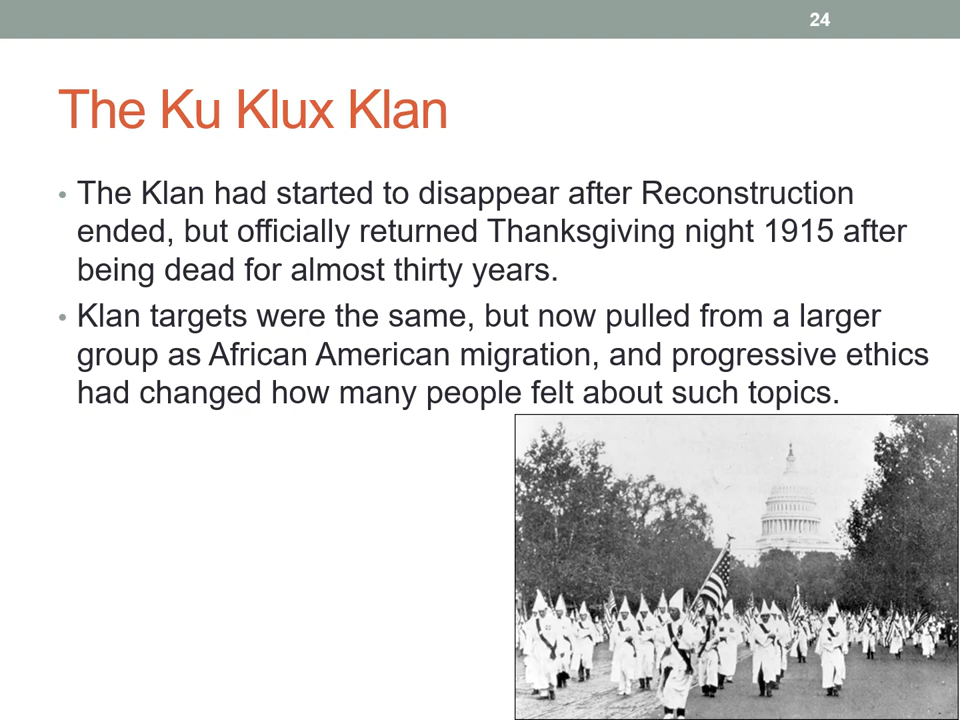 24
The Ku Klux Klan
• The Klan had started to disappear after Reconstruction
ended, but officially returned Thanksgiving night 1915 after
being dead for almost thirty years.
• Klan targets were the same, but now pulled from a larger
group as African American migration, and progressive ethics
had changed how many people felt about such topics.